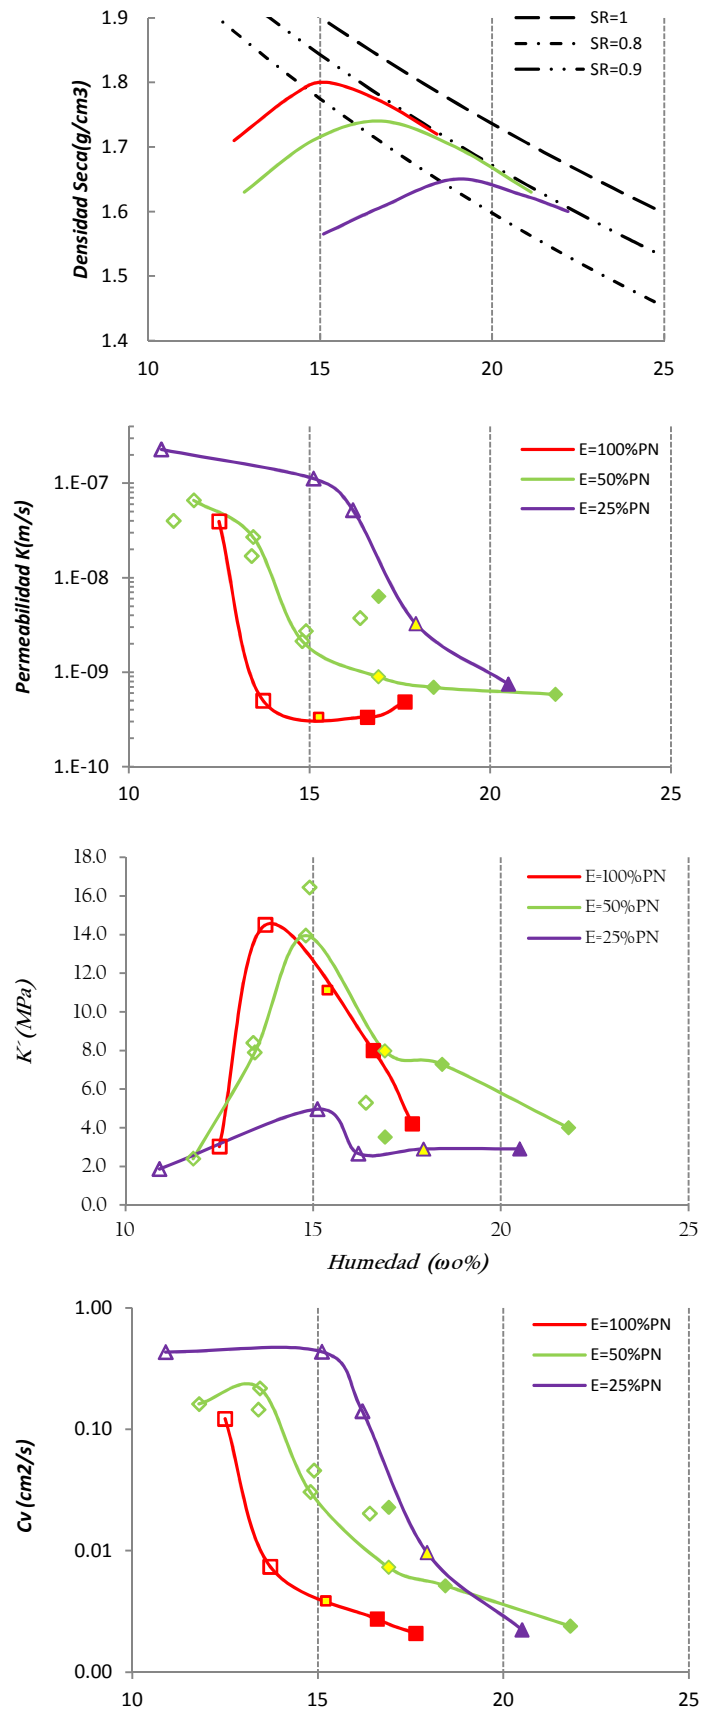 1.9
1.8
1.7
1.6
1.5
1.4
Densidad Seca(g/cm3)
SR=1
SR=0.8
SR=0.9
10 15 20 25
1.E-07
1.E-08
1.E-09
1.E-10
Permeabilidad K(m/s)
E=100%PN
E=50%PN
E=25%PN
10 15 20 25
18.0
16.0
14.0
12.0
10.0
8.0
6.0
4.0
2.0
0.0
K´ (MPa)
E=100%PN
E=50%PN
E=25%PN
10 15 20 25
Humedad (ωo%)
1.00
0.10
0.01
0.00
Cv (cm2/s)
E=100%PN
E=50%PN
E=25%PN
10 15 20 25